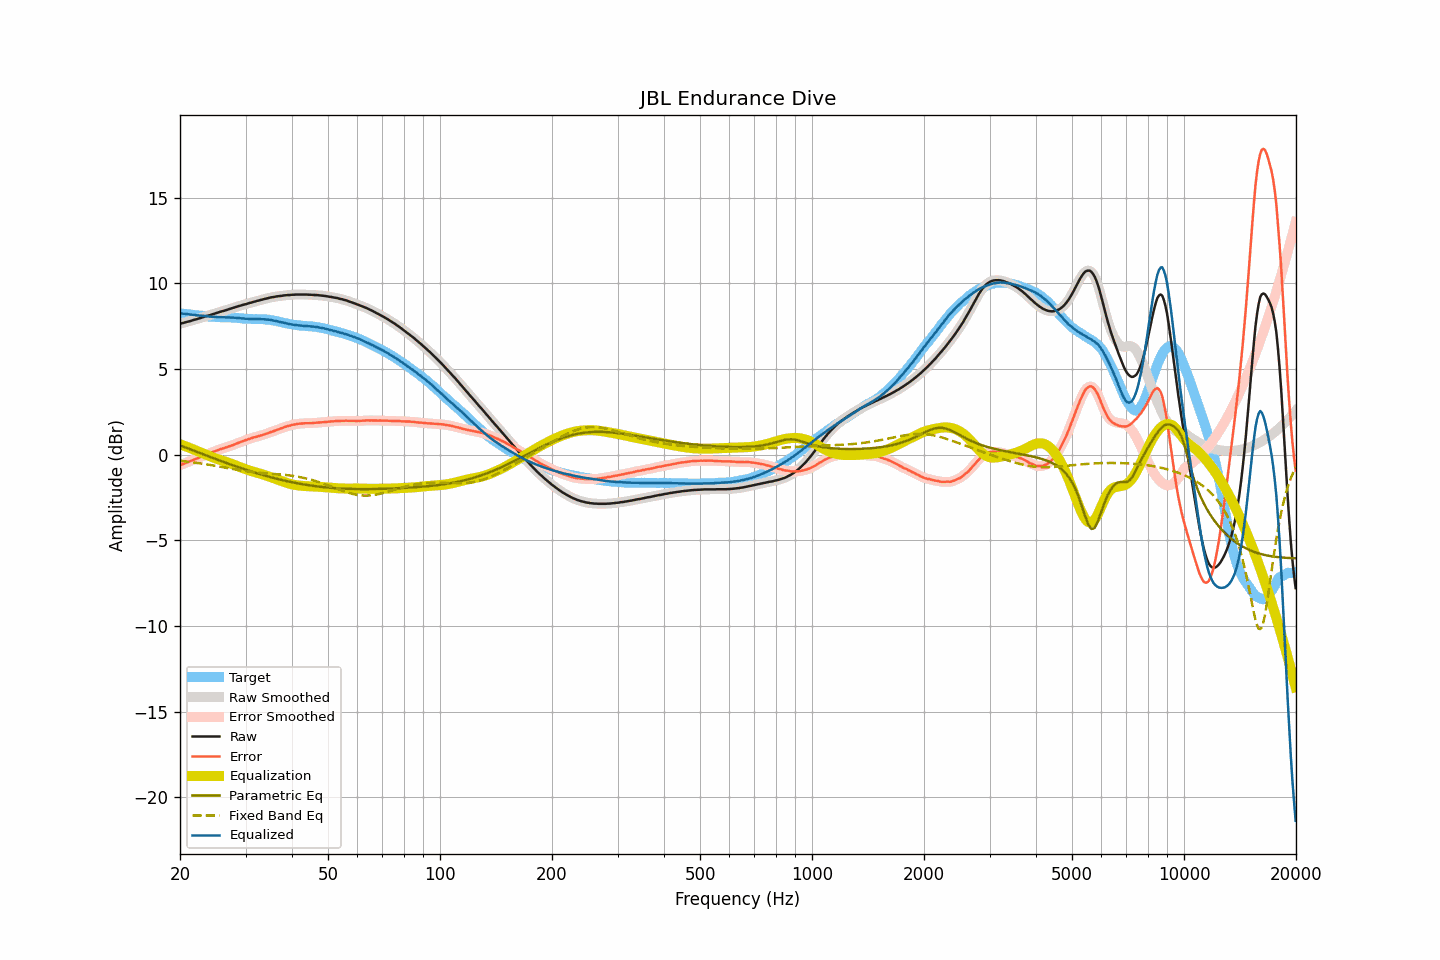 JBL Endurance Dive
15
10
5
0
−5
−10
−15
−20
Amplitude (dBr)
Target
Raw Smoothed
Error Smoothed
Raw
Error
Equalization
Parametric Eq
Fixed Band Eq
Equalized
20 50 100 200 500 1000 2000 5000 10000 20000
Frequency (Hz)